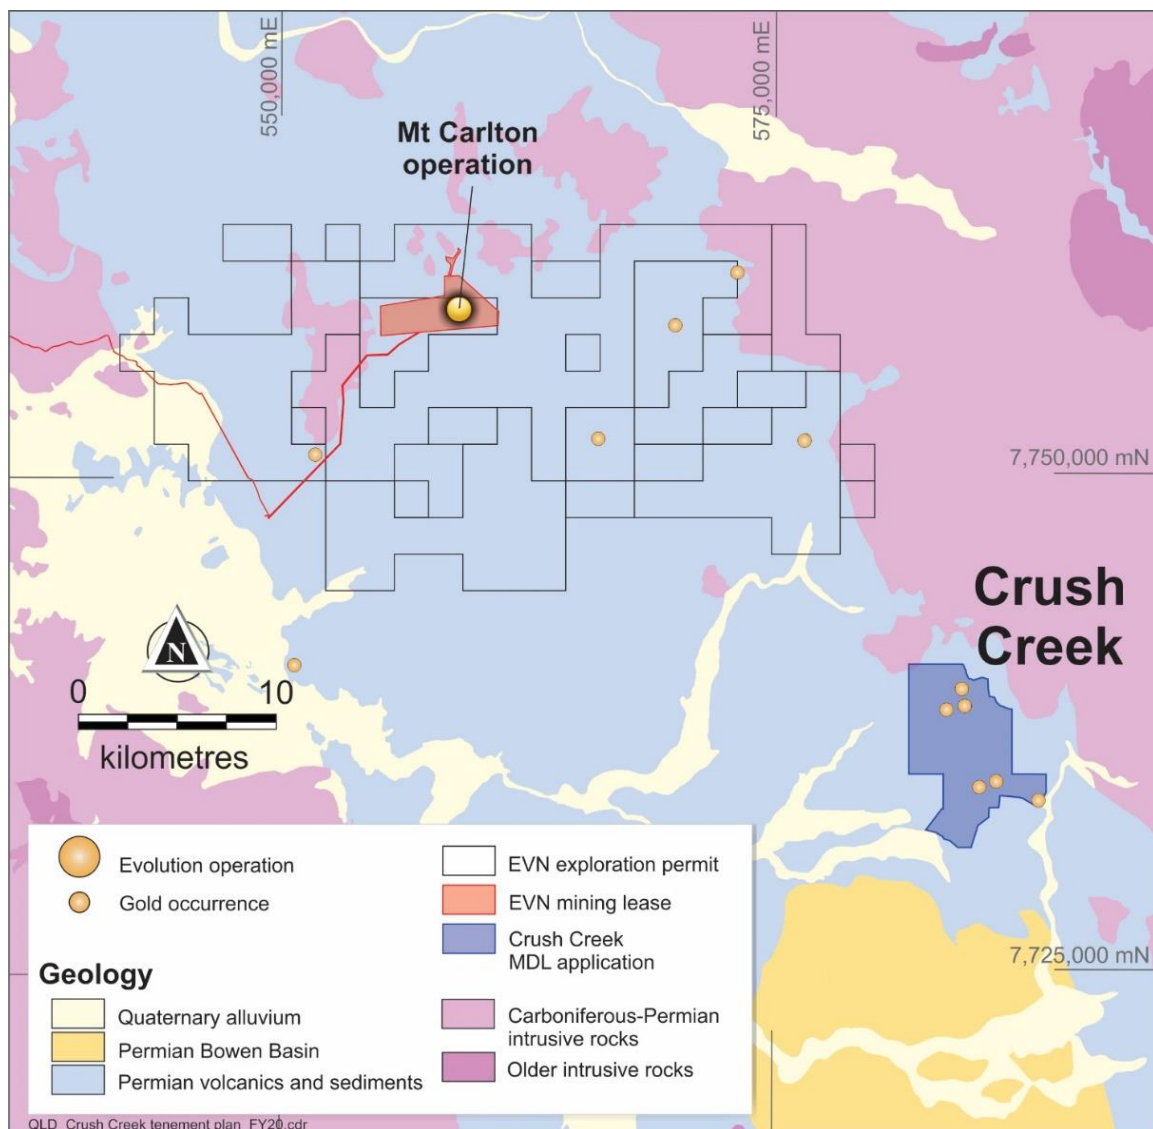 550,000 mE
575,000 mE
Mt Carlton
operation
7,750,000 mN
Crush
Creek
N
0 10
kilometres
7,725,000 mN
Evolution operation
Gold occurrence
EVN exploration permit
EVN mining lease
Crush Creek
MDL application
Geology
Quaternary alluvium
Permian Bowen Basin
Permian volcanics and sediments
Carboniferous-Permian
intrusive rocks
Older intrusive rocks
QLD_Crush Creek tenement plan_FY20.cdr